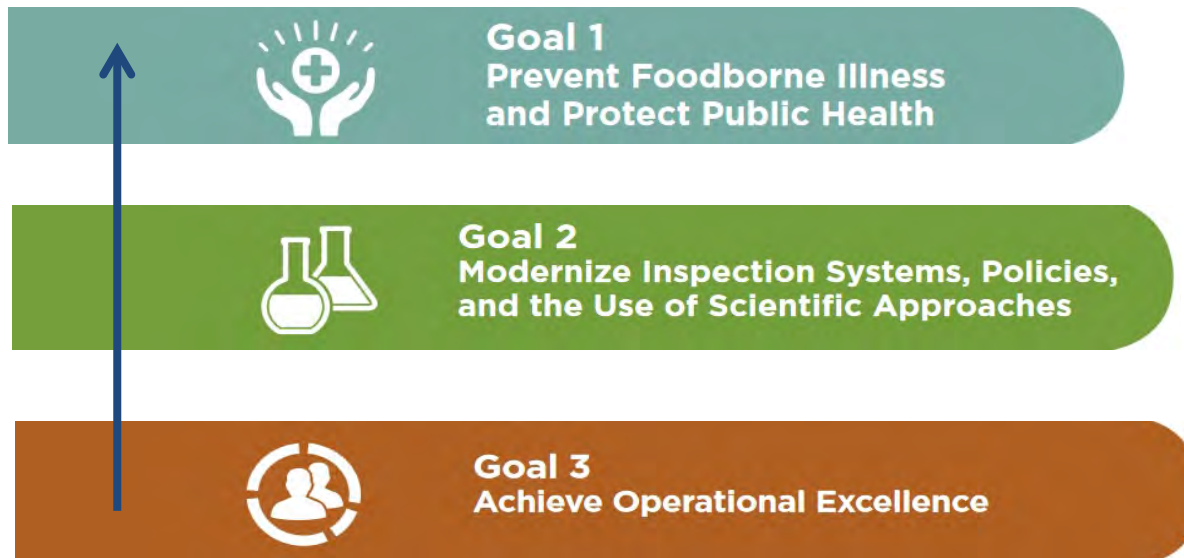 Goal 1
Prevent Foodborne Illness
and Protect Public Health
Goal 2
Modernize Inspection Systems, Policies,
and the Use of Scientific Approaches
Goal 3
Achieve Operational Excellence